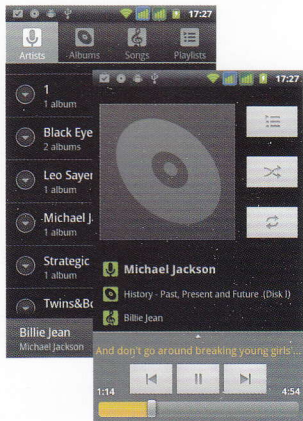 17:27
Artists
Albums
Songs
Playlists
1
1 album
Black Eye
2 albums
Leo Sayer
1 album
Michael J
1 album
Strategic
1 album
Twins&Bo
Billie Jean
Michael Jackson
17:27
Michael Jackson
History - Past, Present and Future .(Disk I)
Billie Jean
And don't go around breaking young girls'...
1:14
4:54